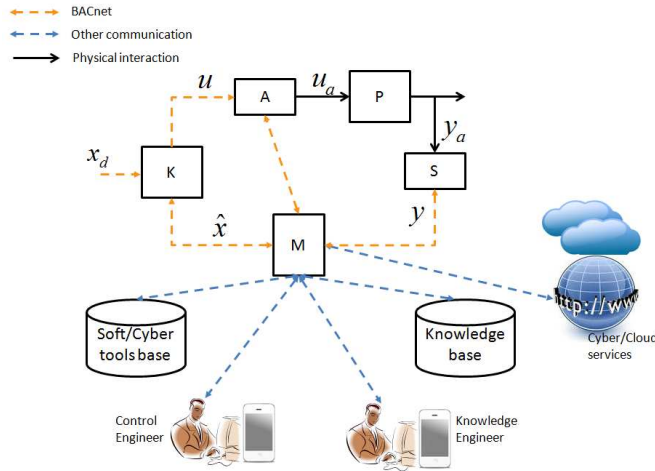 BACnet
Other communication
Physical interaction
u
A
u_a
P
y_a
x_d
K
S
x̂
y
M
http://www
Soft/Cyber
tools base
Knowledge
base
Cyber/Cloud
services
Control
Engineer
Knowledge
Engineer